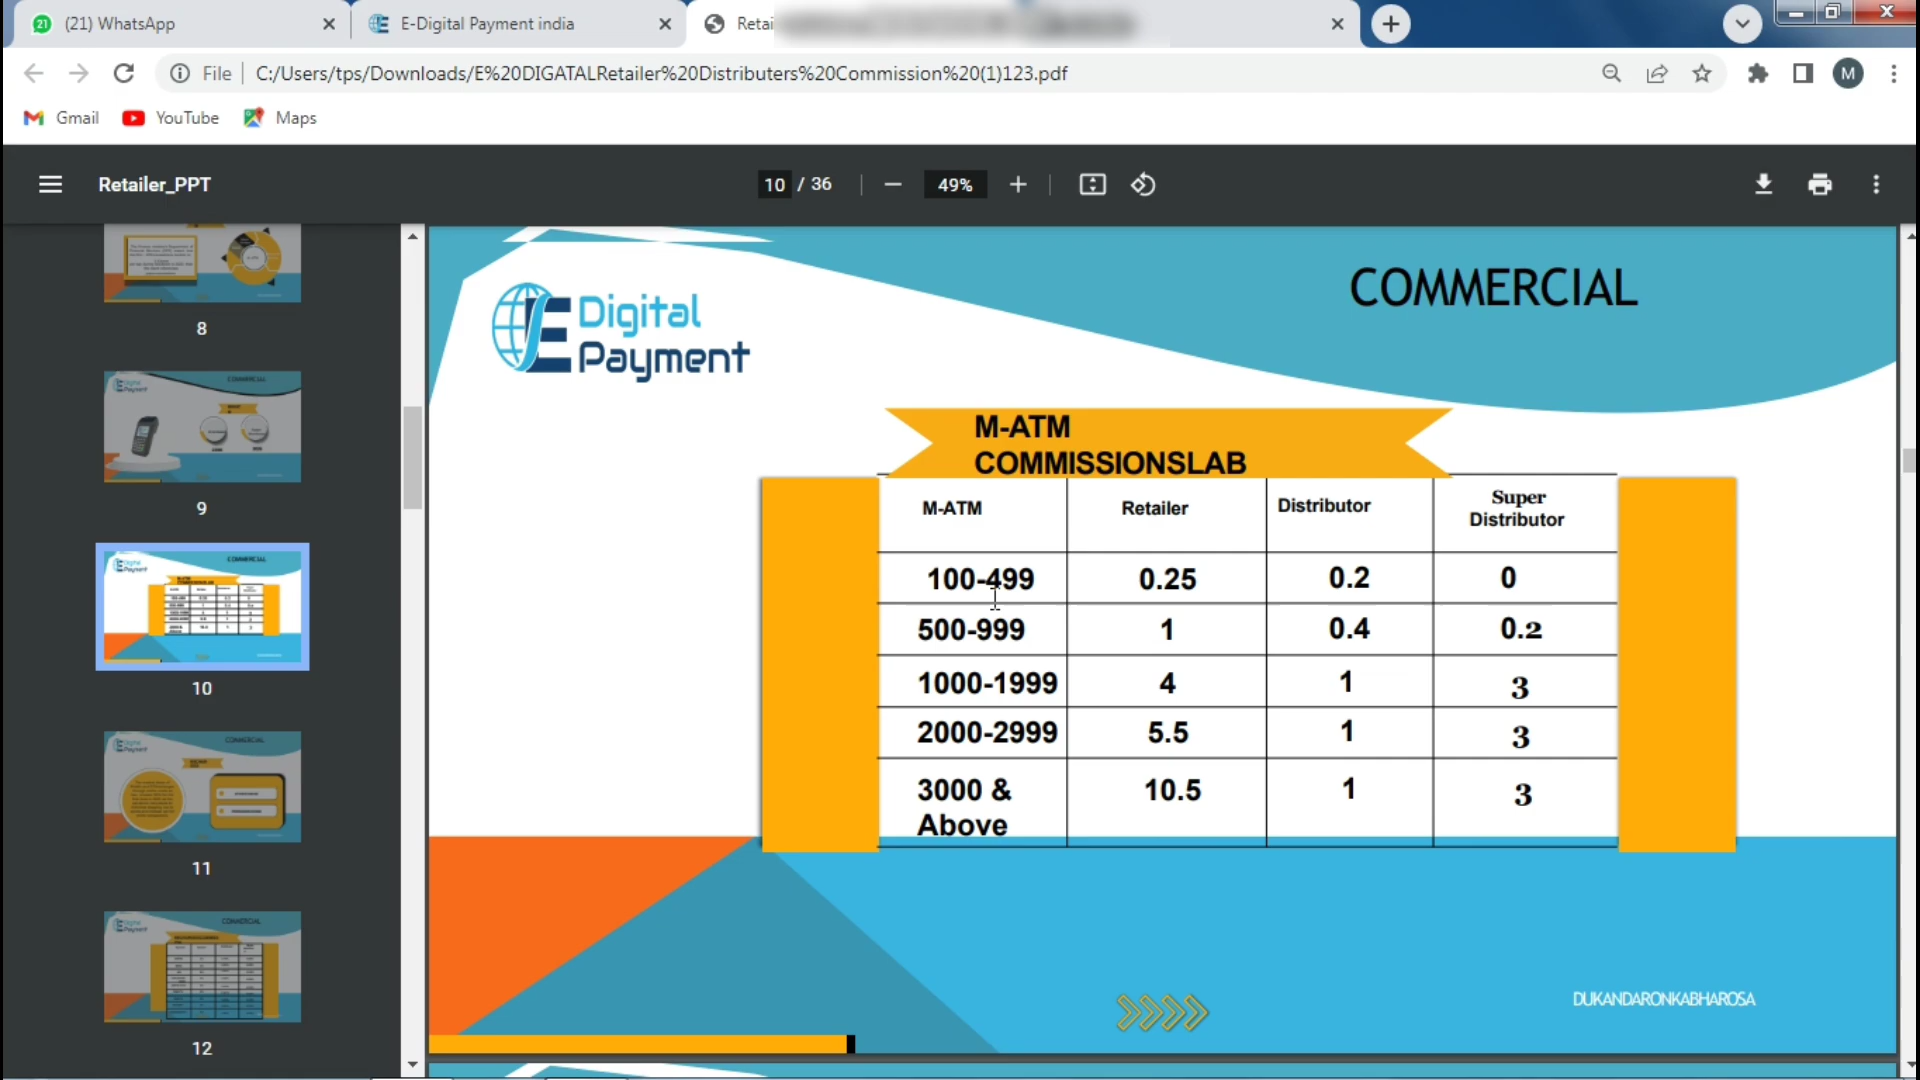 21
(21) WhatsApp
E-Digital Payment india
Retai
File
C:/Users/tps/Downloads/E%20DIGATALRetailer%20Distributers%20Commission%20(1)123.pdf
M
Gmail
YouTube
Maps
Retailer_PPT
10 / 36
49%
8
9
10
11
12
COMMERCIAL
E Digital
Payment
M-ATM
COMMISSIONSLAB
M-ATM Retailer Distributor Super Distributor
100-499 0.25 0.2 0
500-999 1 0.4 0.2
1000-1999 4 1 3
2000-2999 5.5 1 3
3000 & Above 10.5 1 3
DUKANDARONKABHAROSA